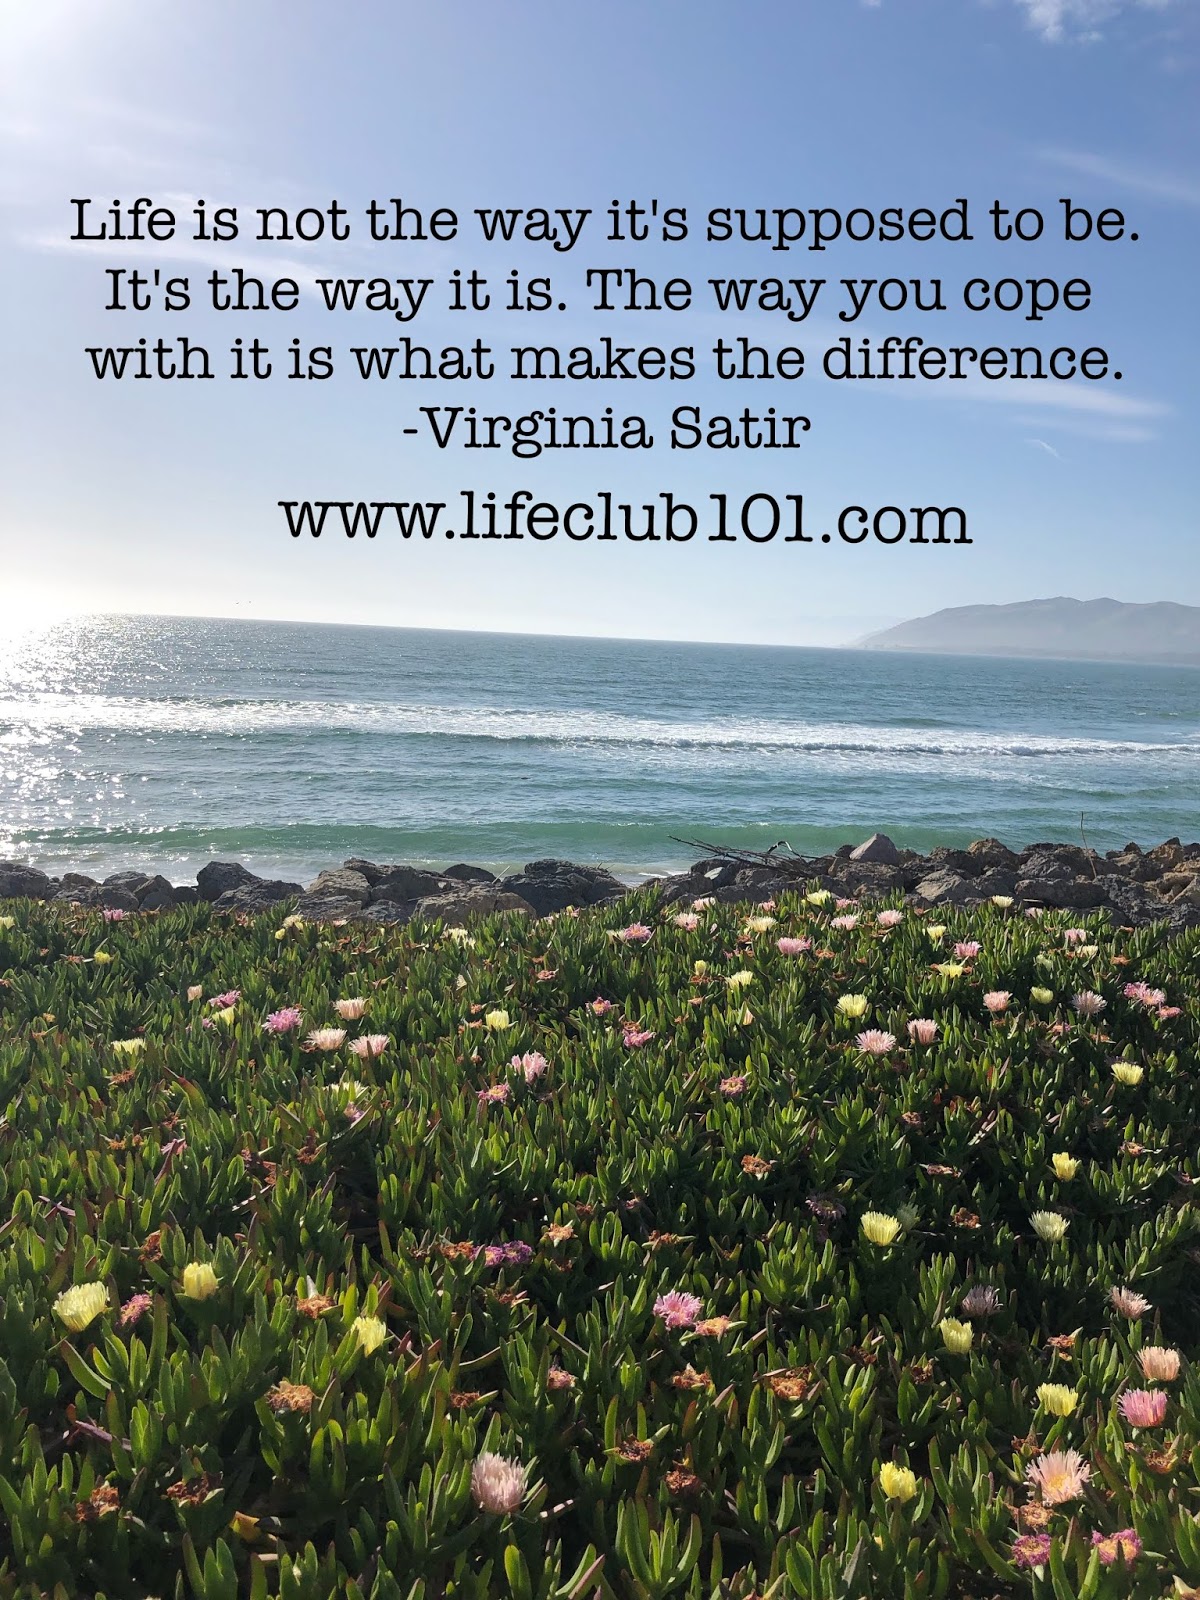 Life is not the way it's supposed to be.
It's the way it is. The way you cope
with it is what makes the difference.
-Virginia Satir
www.lifeclub101.com